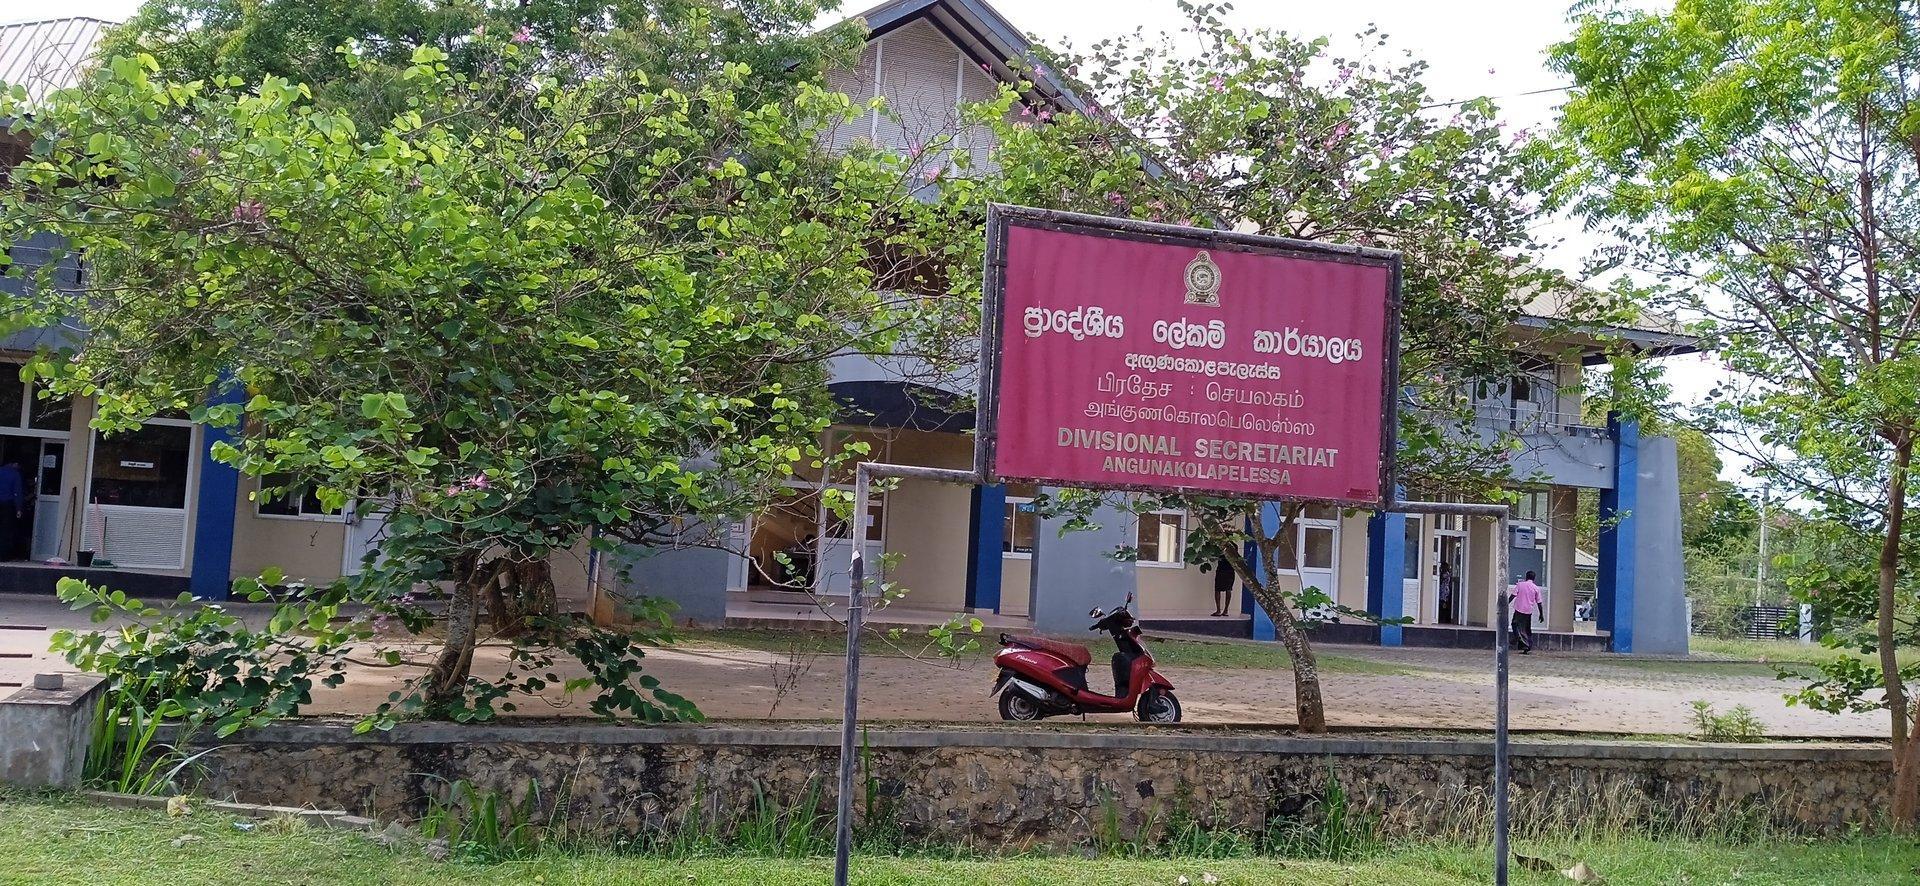 ප්‍රාදේශීය ලේකම් කාර්යාලය
අඟුණකොළපැලැස්ස
பிரதேச : செயலகம்
அங்குணகொலபெலெஸ்ஸ
DIVISIONAL SECRETARIAT
ANGUNAKOLAPELESSA